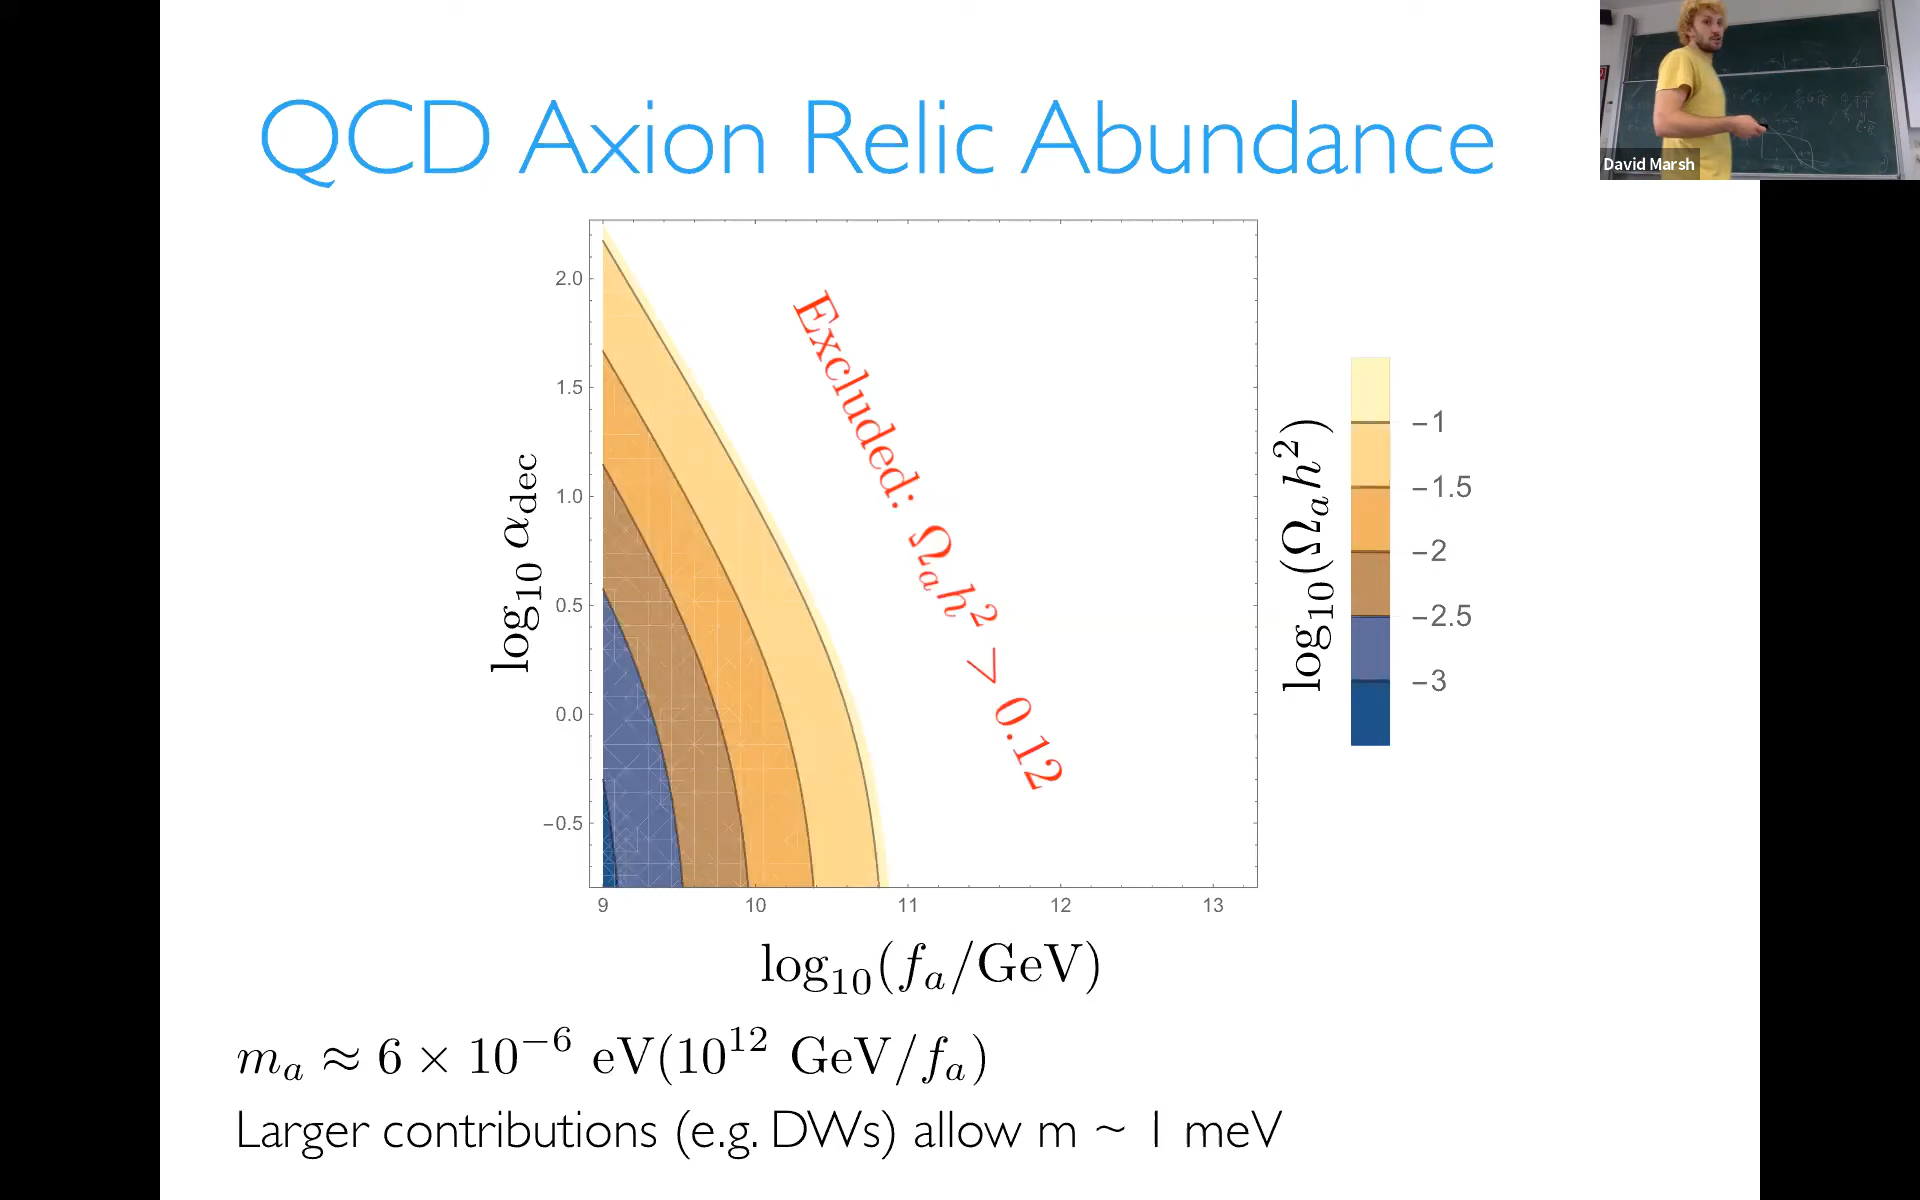 QCD Axion Relic Abundance
David Marsh
2.0
1.5
1.0
0.5
0.0
−0.5
log₁₀ α_dec
Excluded: Ωₐh² > 0.12
9 10 11 12 13
log₁₀(fₐ/GeV)
log₁₀(Ωₐh²)
−1
−1.5
−2
−2.5
−3
mₐ ≈ 6 × 10⁻⁶ eV(10¹² GeV/fₐ)
Larger contributions (e.g. DWs) allow m ~ 1 meV